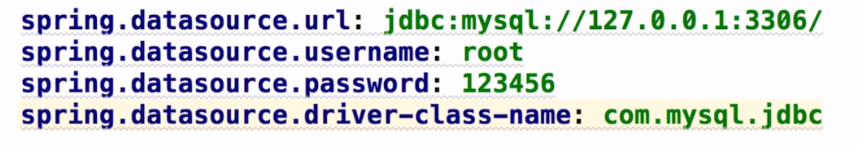 spring.datasource.url: jdbc:mysql://127.0.0.1:3306/
spring.datasource.username: root
spring.datasource.password: 123456
spring.datasource.driver-class-name: com.mysql.jdbc